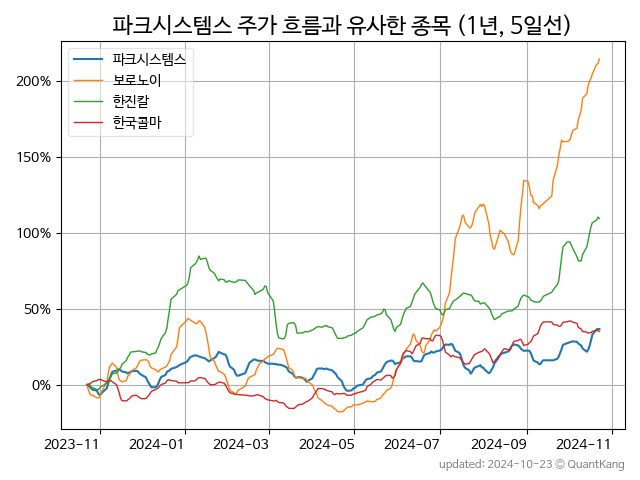 파크시스템스 주가 흐름과 유사한 종목 (1년, 5일선)
파크시스템스
보로노이
한진칼
한국콜마
200%
150%
100%
50%
0%
2023-11 2024-01 2024-03 2024-05 2024-07 2024-09 2024-11
updated: 2024-10-23 © QuantKang